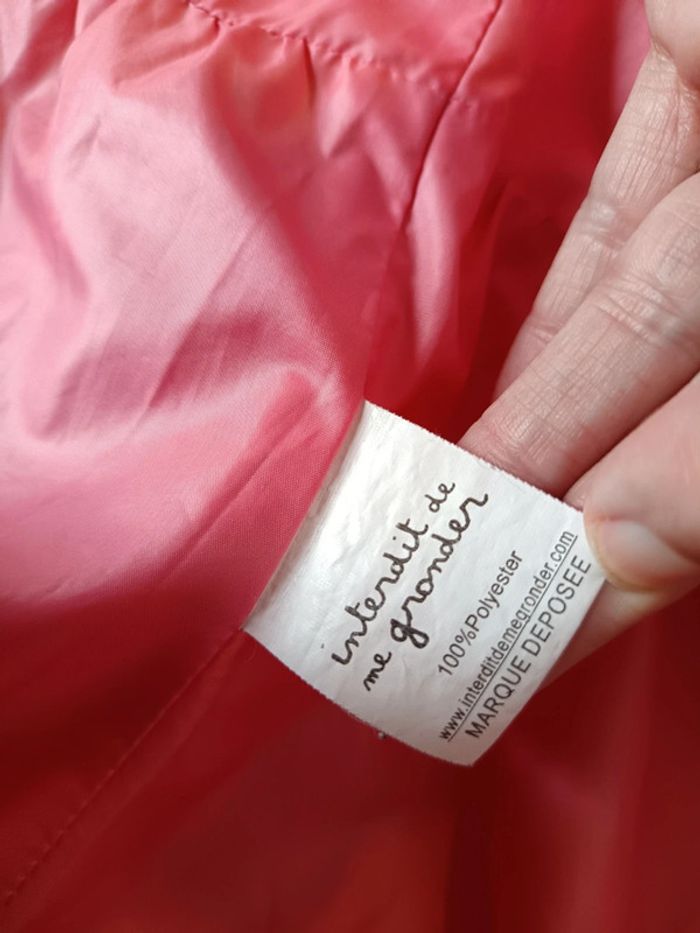 interdit de
me gronder
100%Polyester
www.interditdemegronder.com
MARQUE DEPOSEE